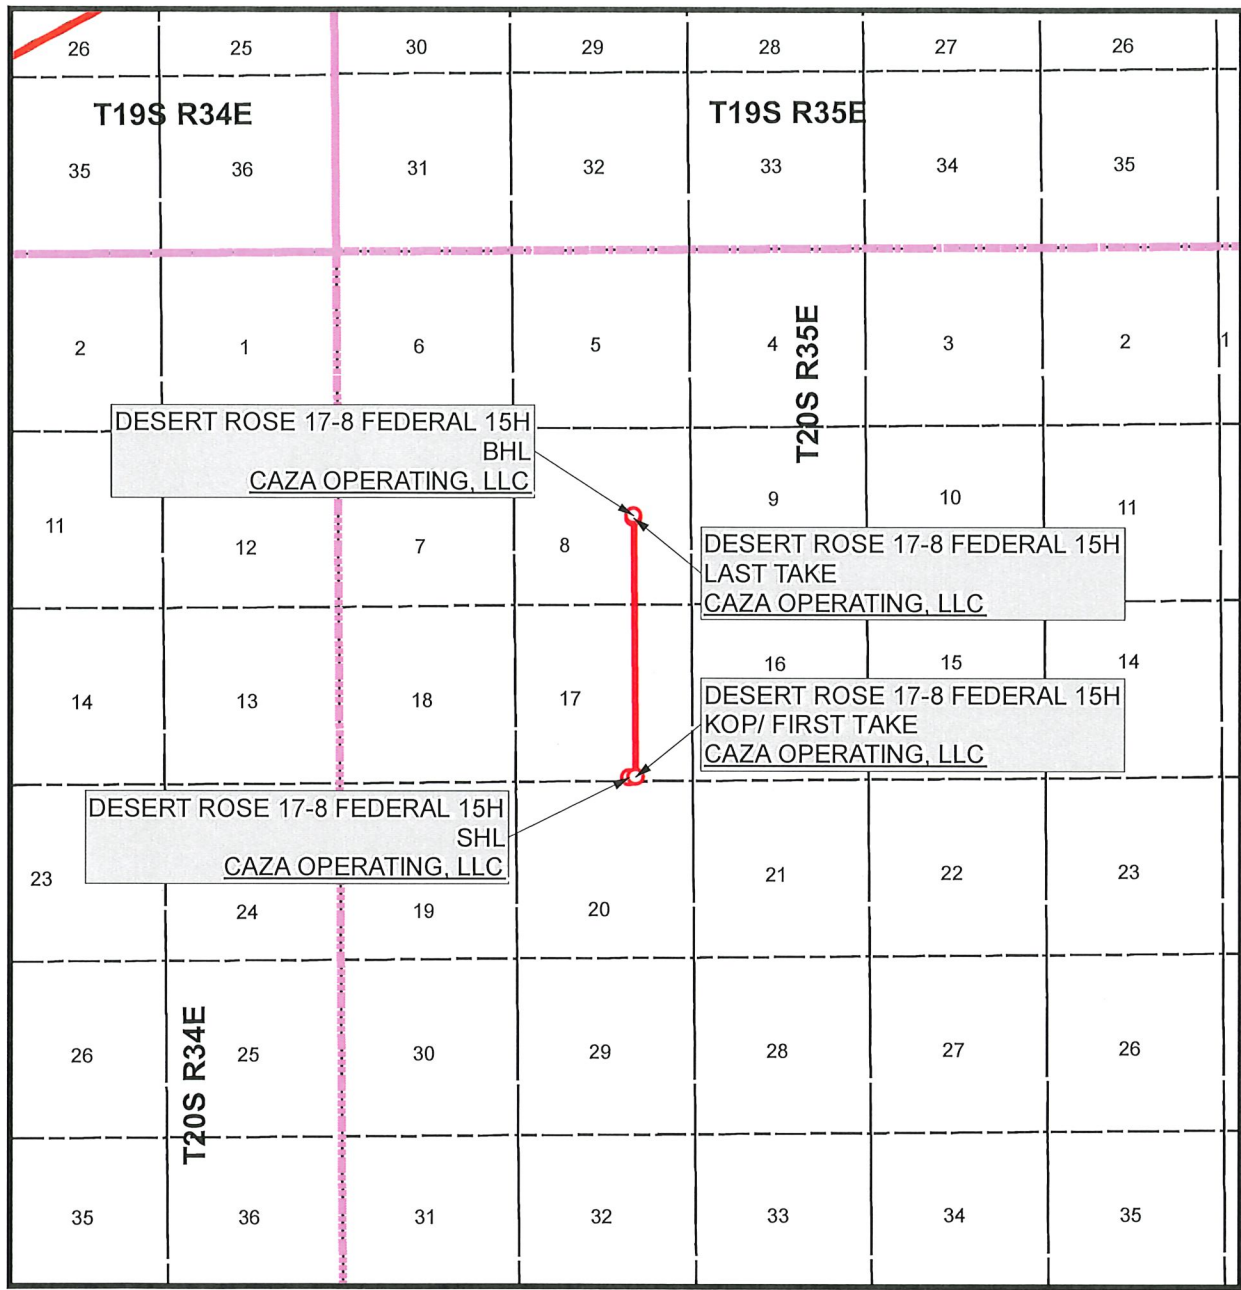 26 25 30 29 28 27 26
T19S R34E T19S R35E
35 36 31 32 33 34 35
2 1 6 5 4 3 2 1
T20S R35E
DESERT ROSE 17-8 FEDERAL 15H
BHL
CAZA OPERATING, LLC
9 10 11
11 12 7 8
DESERT ROSE 17-8 FEDERAL 15H
LAST TAKE
CAZA OPERATING, LLC
16 15 14
14 13 18 17
DESERT ROSE 17-8 FEDERAL 15H
KOP/ FIRST TAKE
CAZA OPERATING, LLC
DESERT ROSE 17-8 FEDERAL 15H
SHL
CAZA OPERATING, LLC
23 24 19 20 21 22 23
T20S R34E
26 25 30 29 28 27 26
35 36 31 32 33 34 35